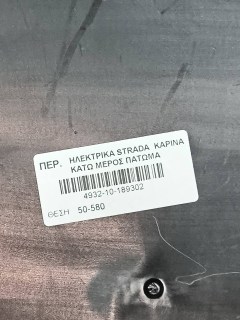 ΠΕΡ. ΗΛΕΚΤΡΙΚΑ STRADA ΚΑΡΙΝΑ
ΚΑΤΩ ΜΕΡΟΣ ΠΑΤΩΜΑ
4932-10-189302
ΘΕΣΗ 50-580